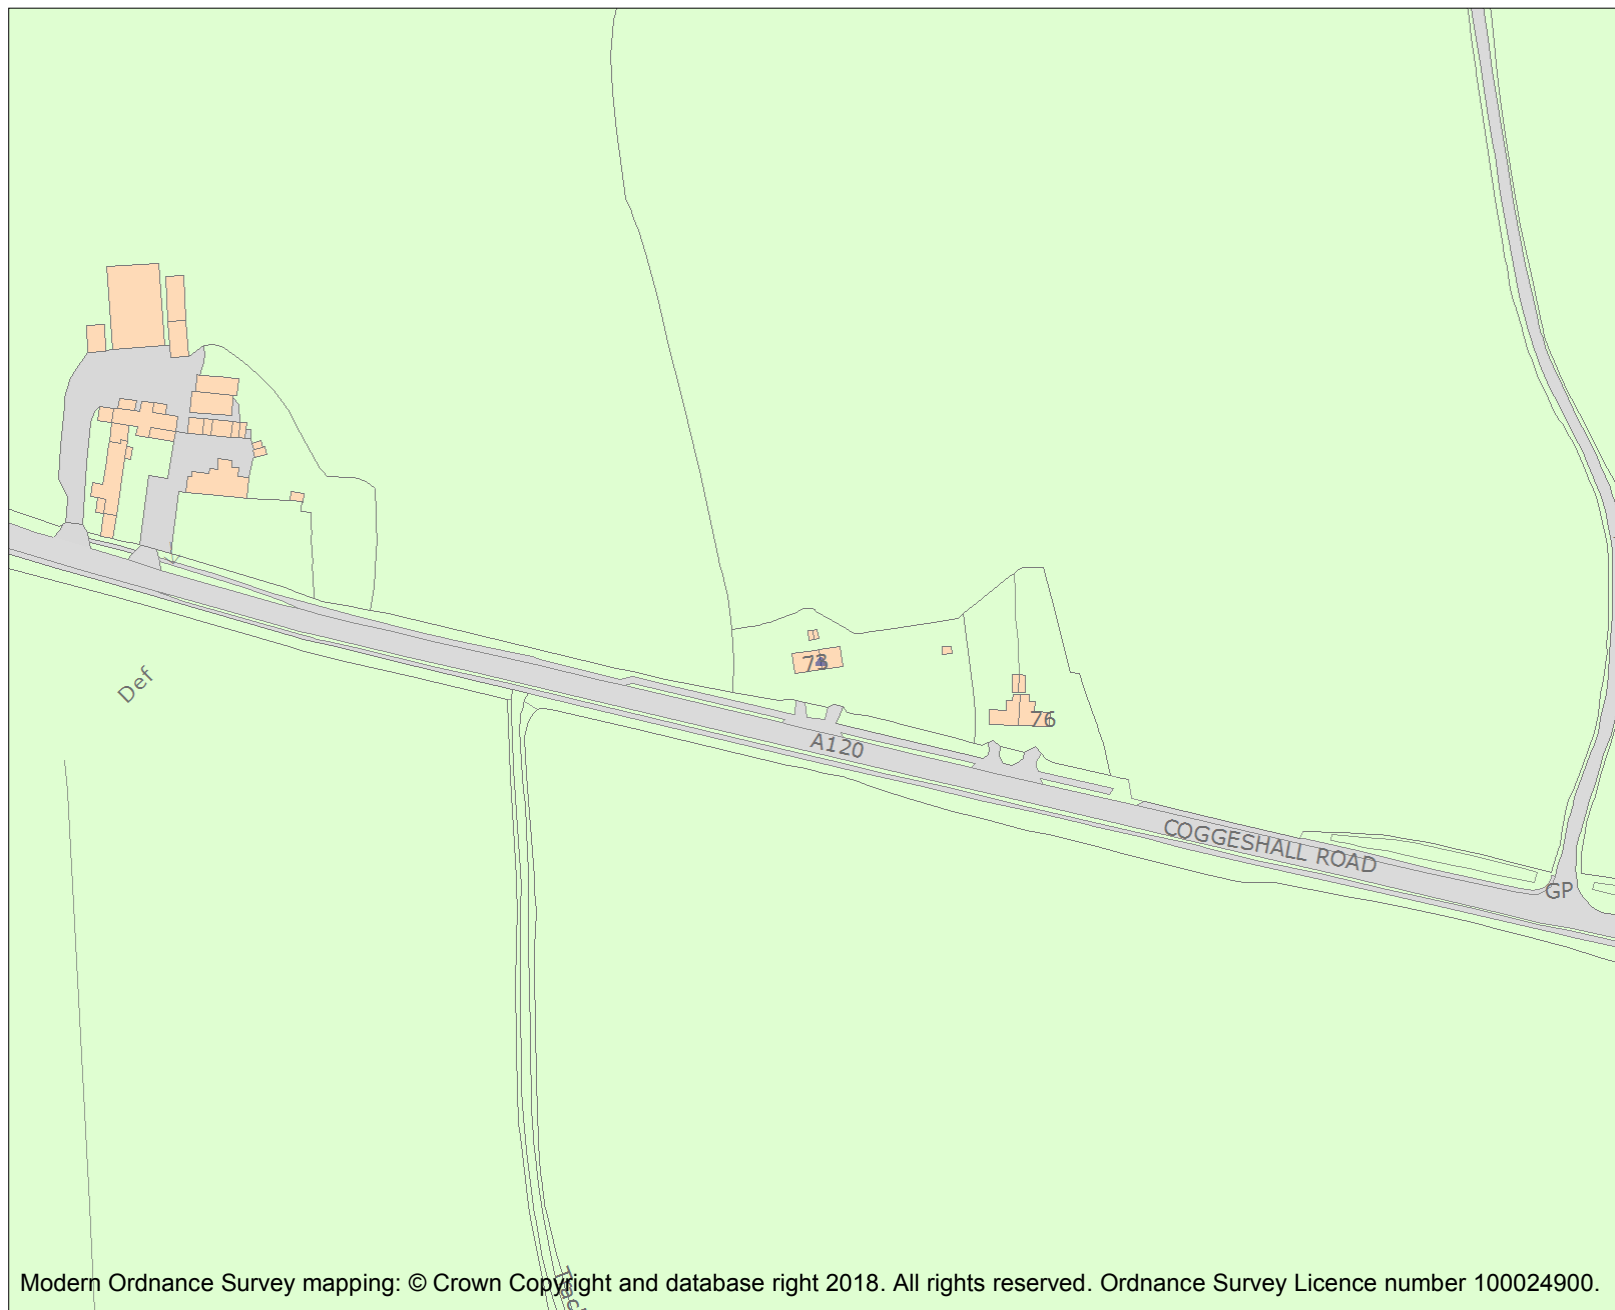 Def
76
A120
COGGESHALL ROAD
GP
Modern Ordnance Survey mapping: © Crown Copyright and database right 2018. All rights reserved. Ordnance Survey Licence number 100024900.